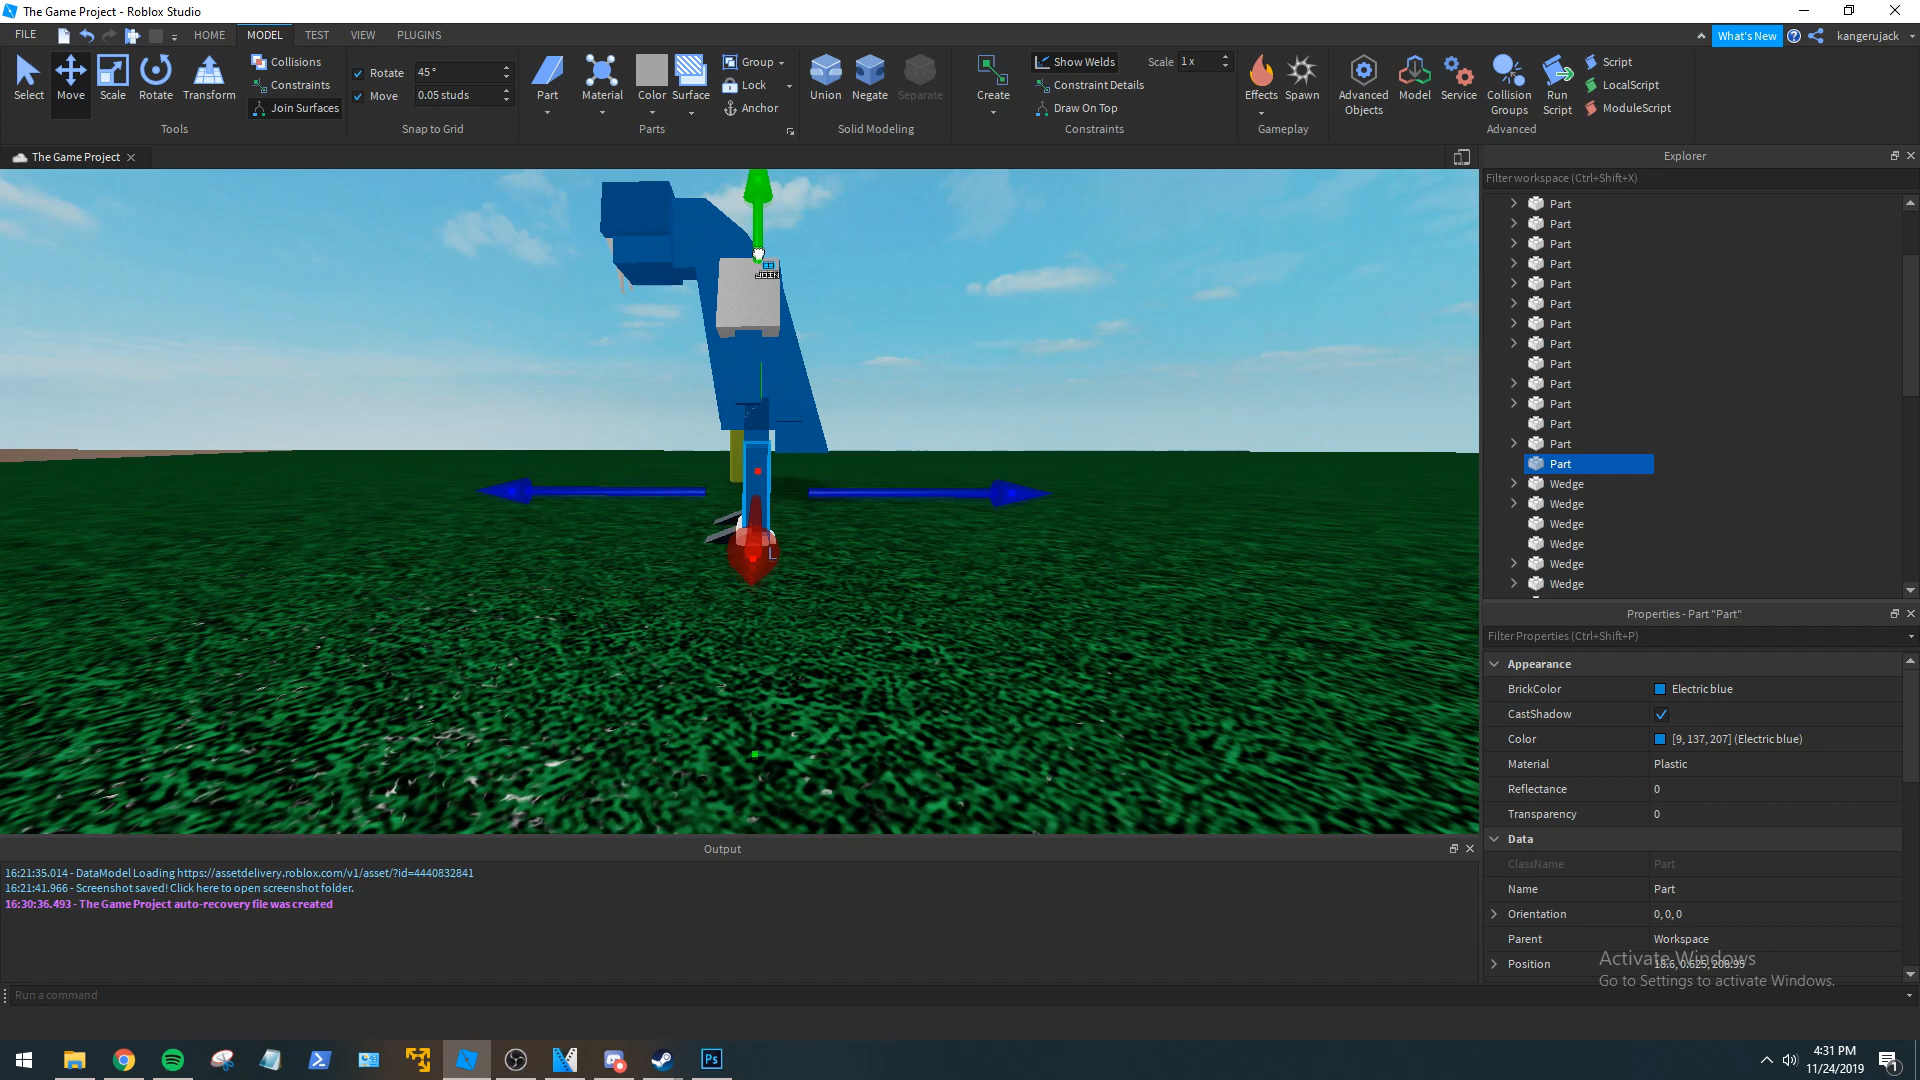 The Game Project - Roblox Studio
FILE HOME MODEL TEST VIEW PLUGINS What's New kangerujack
Select Move Scale Rotate Transform
Collisions
Constraints
Join Surfaces
Tools
Rotate 45°
Move 0.05 studs
Snap to Grid
Part Material Color Surface
Group
Lock
Anchor
Parts
Union Negate Separate
Solid Modeling
Create
Show Welds Scale 1 x
Constraint Details
Draw On Top
Constraints
Effects Spawn
Gameplay
Advanced Objects
Model
Service
Collision Groups
Run Script
Script
LocalScript
ModuleScript
Advanced
The Game Project
Explorer
Filter workspace (Ctrl+Shift+X)
Part
Part
Part
Part
Part
Part
Part
Part
Part
Part
Part
Part
Part
Part
Wedge
Wedge
Wedge
Wedge
Wedge
Wedge
JOIN
L
Properties - Part "Part"
Filter Properties (Ctrl+Shift+P)
Appearance
BrickColor Electric blue
CastShadow
Color [9, 137, 207] (Electric blue)
Material Plastic
Reflectance 0
Transparency 0
Data
ClassName Part
Name Part
Orientation 0, 0, 0
Parent Workspace
Position 18.6, 0.625, 208.95
Activate Windows
Go to Settings to activate Windows.
Output
16:21:35.014 - DataModel Loading https://assetdelivery.roblox.com/v1/asset/?id=4440832841
16:21:41.966 - Screenshot saved! Click here to open screenshot folder.
16:30:36.493 - The Game Project auto-recovery file was created
Run a command
Ps
4:31 PM
11/24/2019
1